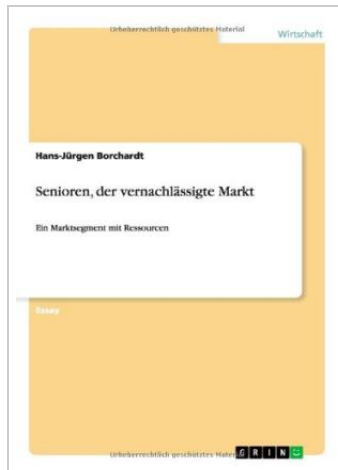 Urheberrechtlich geschütztes Material
Wirtschaft
Hans-Jürgen Borchardt
Senioren, der vernachlässigte Markt
Ein Marktsegment mit Ressourcen
Essay
Urheberrechtlich geschütztes Mater
GRIN